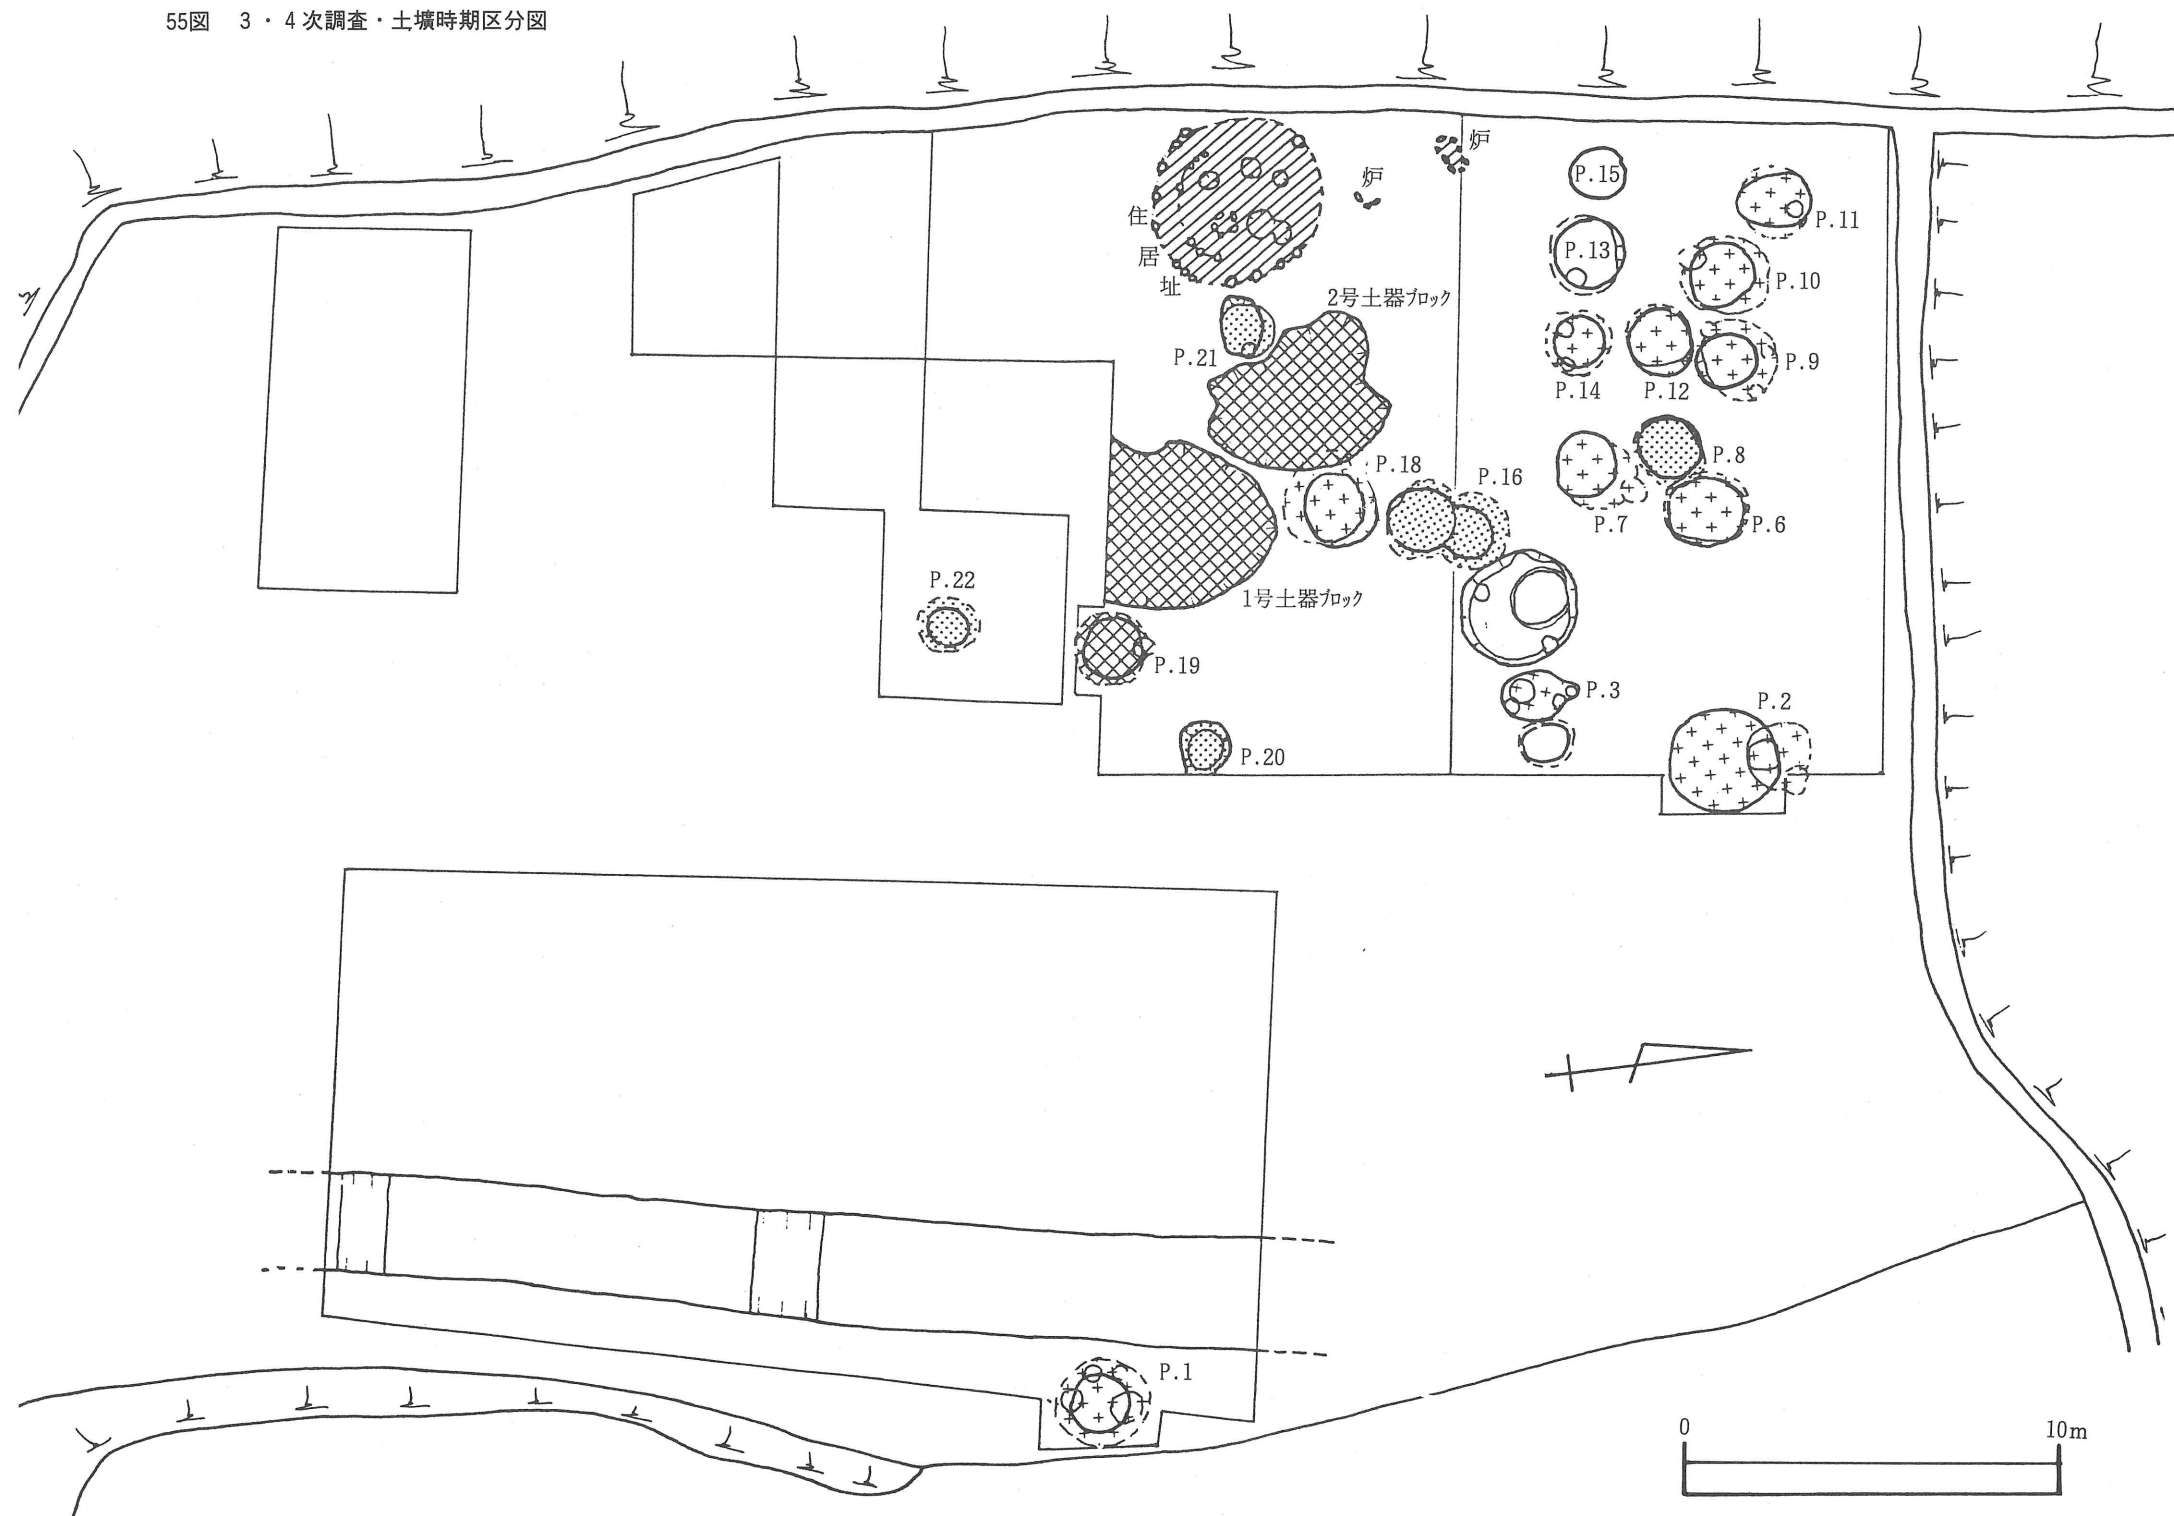 55図 3・4次調査・土壙時期区分図
炉
炉
住居址
P.15
P.11
P.13
P.10
2号土器ブロック
P.21
P.14
P.12
P.9
P.18
P.16
P.8
P.7
P.6
P.22
1号土器ブロック
P.19
P.3
P.2
P.20
P.1
0
10m